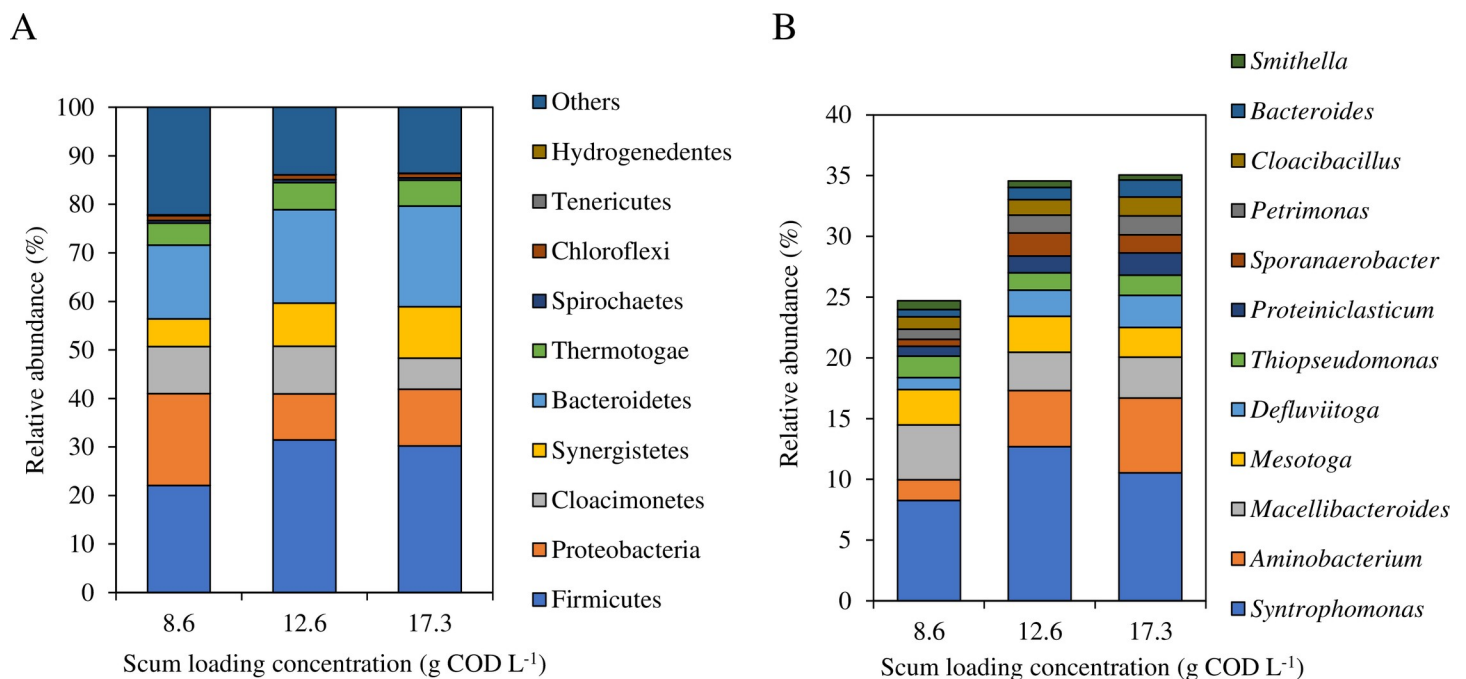 A
Relative abundance (%)
100
90
80
70
60
50
40
30
20
10
0
8.6 12.6 17.3
Scum loading concentration (g COD L⁻¹)
Others
Hydrogenedentes
Tenericutes
Chloroflexi
Spirochaetes
Thermotogae
Bacteroidetes
Synergistetes
Cloacimonetes
Proteobacteria
Firmicutes
B
Relative abundance (%)
40
35
30
25
20
15
10
5
0
8.6 12.6 17.3
Scum loading concentration (g COD L⁻¹)
Smithella
Bacteroides
Cloacibacillus
Petrimonas
Sporanaerobacter
Proteiniclasticum
Thiopseudomonas
Defluviitoga
Mesotoga
Macellibacteroides
Aminobacterium
Syntrophomonas